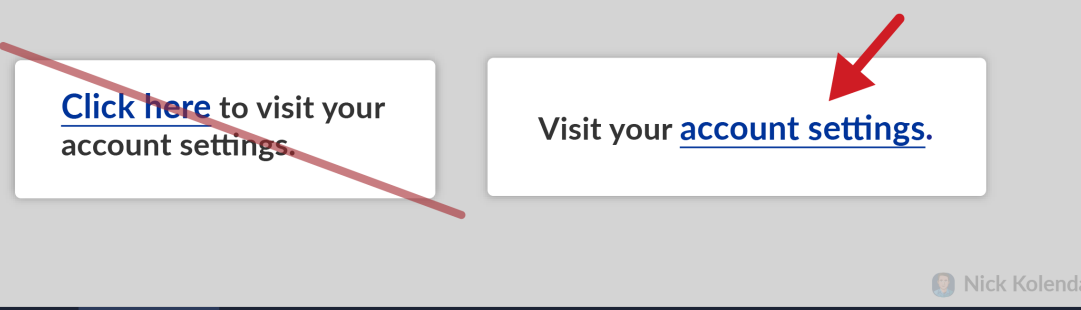 Click here to visit your
account settings.
Visit your account settings.
Nick Kolenda